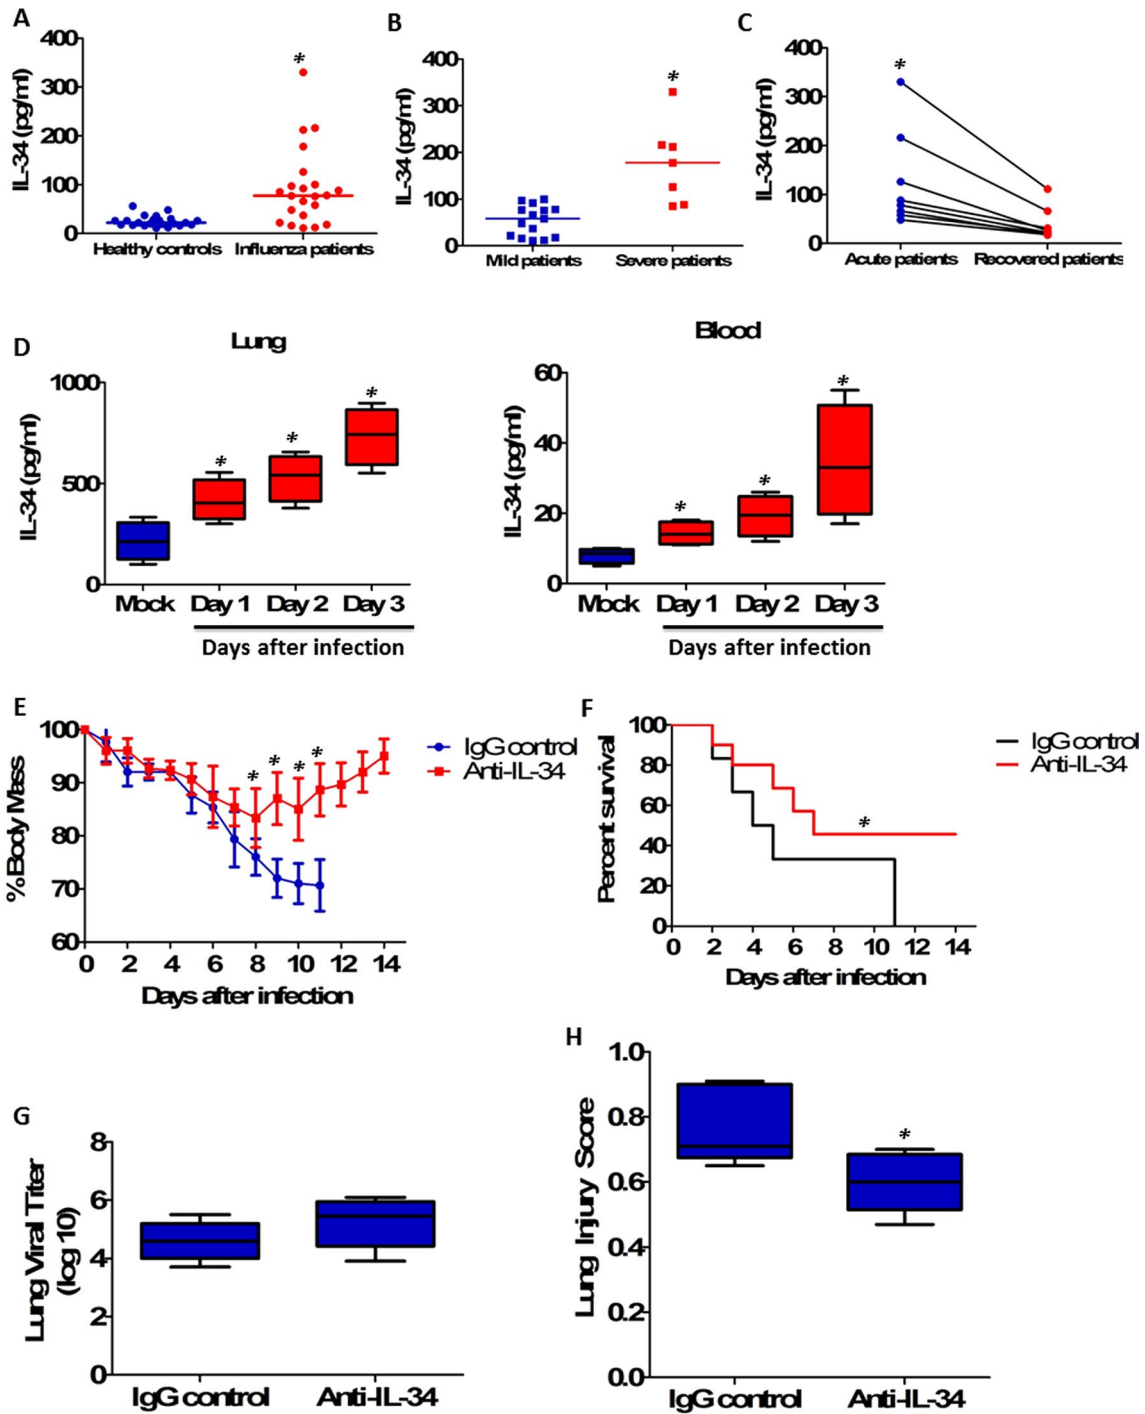 A
400
300
200
100
0
IL-34 (pg/ml)
*
Healthy controls
Influenza patients
B
400
300
200
100
0
IL-34 (pg/ml)
*
Mild patients
Severe patients
C
400
300
200
100
0
IL-34 (pg/ml)
*
Acute patients
Recovered patients
D
Lung
1000
500
0
IL-34 (pg/ml)
*
*
*
Mock
Day 1
Day 2
Day 3
Days after infection
Blood
60
40
20
0
IL-34 (pg/ml)
*
*
*
Mock
Day 1
Day 2
Day 3
Days after infection
E
100
90
80
70
60
% Body Mass
* * * *
IgG control
Anti-IL-34
0 2 4 6 8 10 12 14
Days after infection
F
100
80
60
40
20
0
Percent survival
*
IgG control
Anti-IL-34
0 2 4 6 8 10 12 14
Days after infection
G
8
6
4
2
0
Lung Viral Titer
(log 10)
IgG control
Anti-IL-34
H
1.0
0.8
0.6
0.4
0.2
0.0
Lung Injury Score
*
IgG control
Anti-IL-34